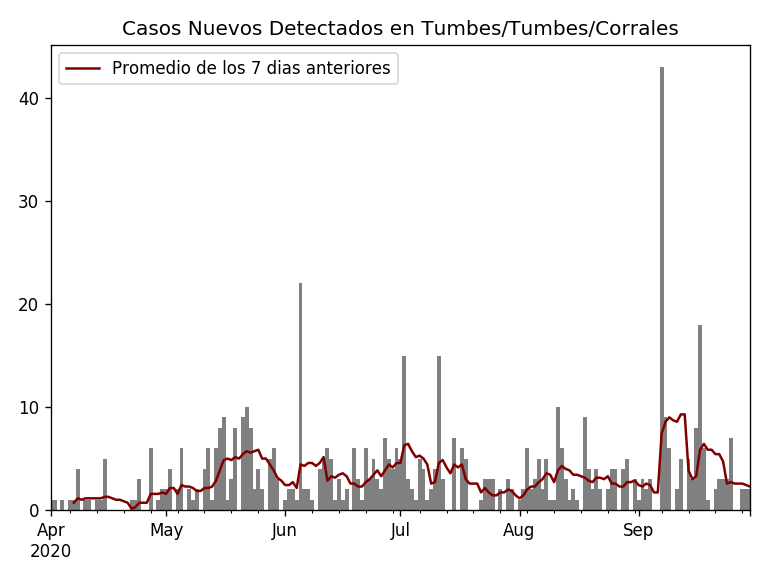 Casos Nuevos Detectados en Tumbes/Tumbes/Corrales
Promedio de los 7 dias anteriores
40
30
20
10
0
Apr May Jun Jul Aug Sep
2020